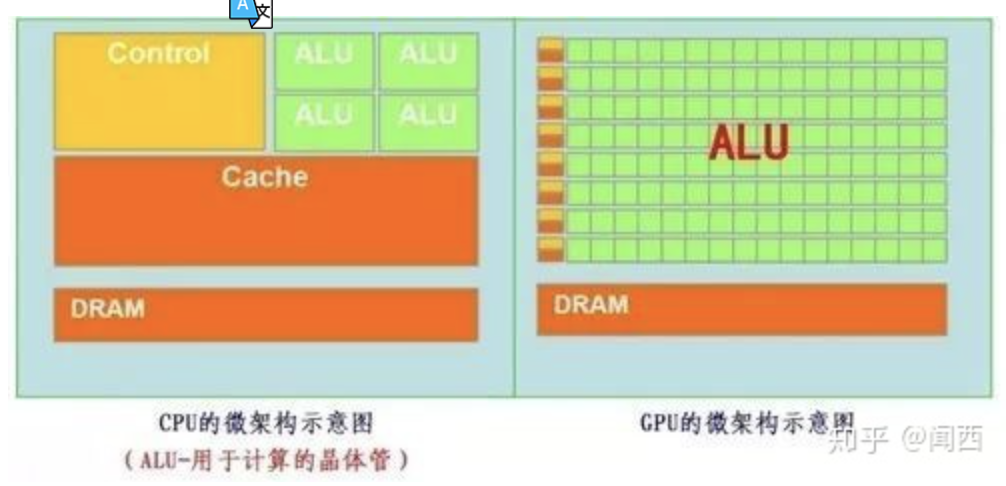 A 文
Control
ALU ALU
ALU ALU
Cache
DRAM
ALU
DRAM
CPU的微架构示意图
(ALU-用于计算的晶体管)
GPU的微架构示意图
知乎 @闻西